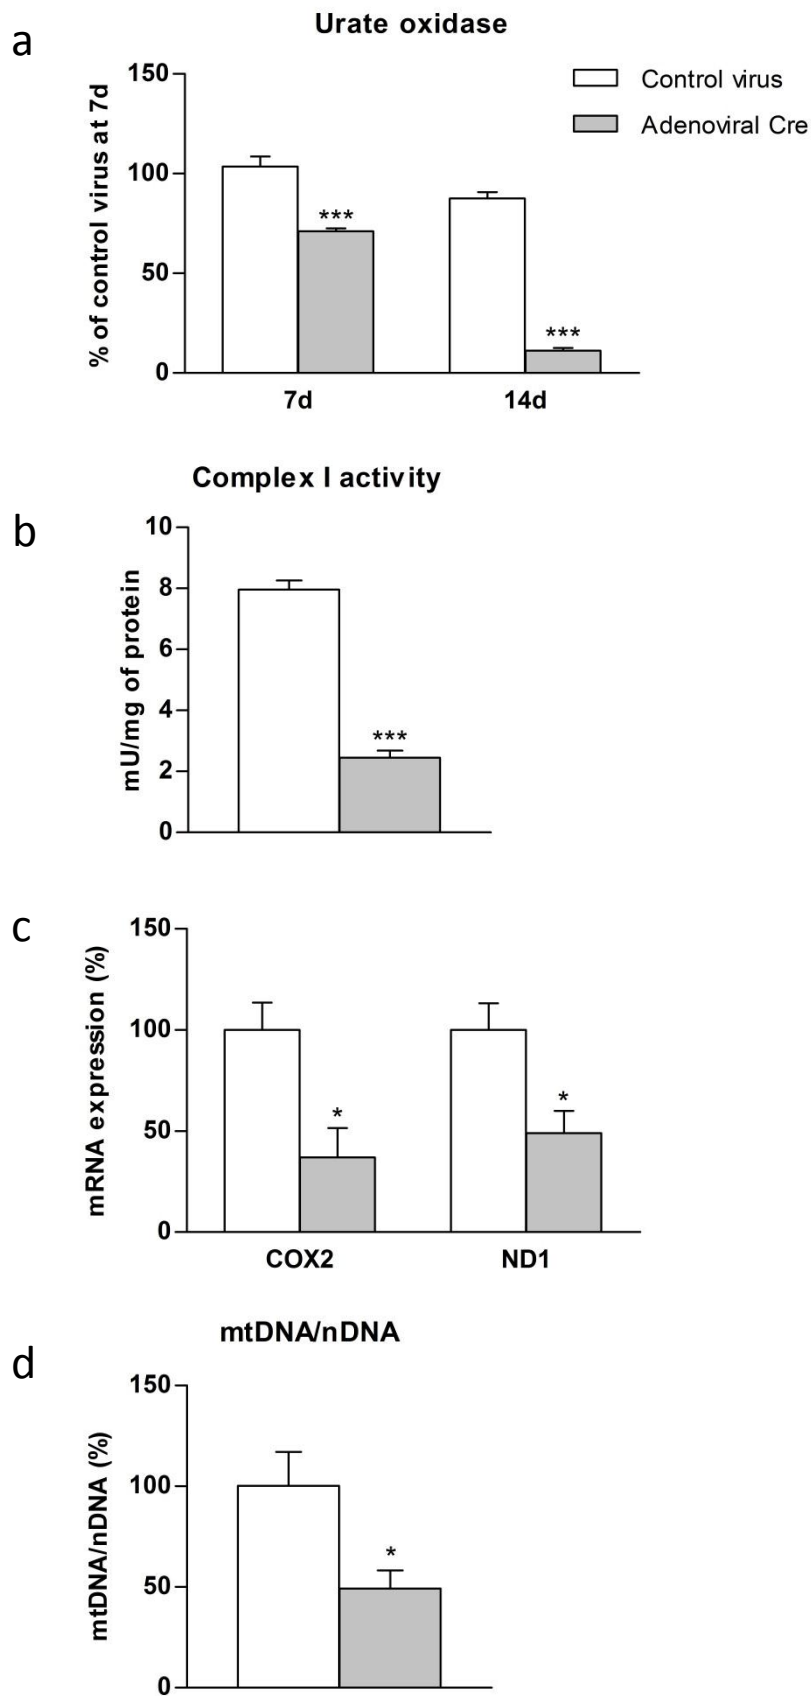 a
Urate oxidase
Control virus
Adenoviral Cre
% of control virus at 7d
150
100
50
0
***
***
7d
14d
b
Complex I activity
mU/mg of protein
10
8
6
4
2
0
***
c
mRNA expression (%)
150
100
50
0
*
*
COX2
ND1
d
mtDNA/nDNA
mtDNA/nDNA (%)
150
100
50
0
*